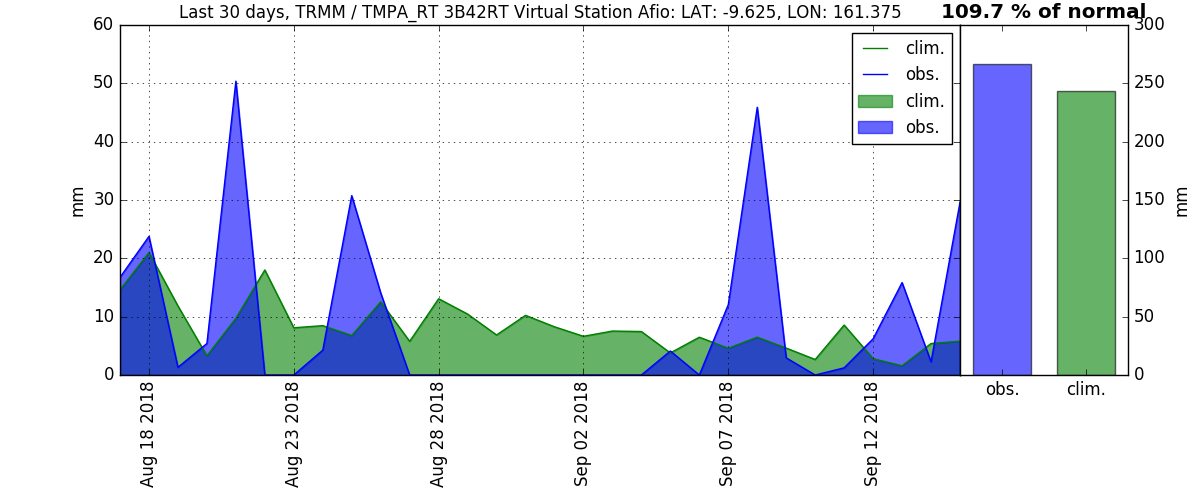 Last 30 days, TRMM / TMPA_RT 3B42RT Virtual Station Afio: LAT: -9.625, LON: 161.375
109.7 % of normal
60
50
40
30
20
10
0
mm
clim.
obs.
clim.
obs.
Aug 18 2018
Aug 23 2018
Aug 28 2018
Sep 02 2018
Sep 07 2018
Sep 12 2018
300
250
200
150
100
50
0
mm
obs.
clim.